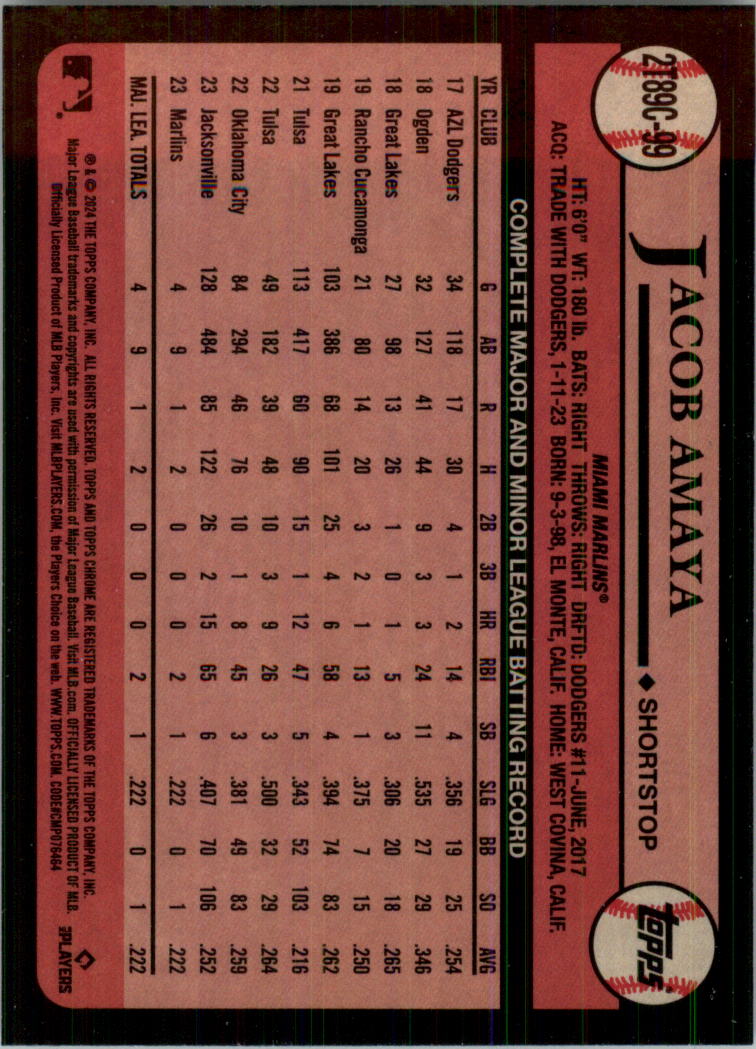 2T89C-99
JACOB AMAYA
◆ SHORTSTOP
topps®
MIAMI MARLINS®
HT: 6'0" WT: 180 lb. BATS: RIGHT THROWS: RIGHT DRFTD: DODGERS #11-JUNE, 2017
ACQ: TRADE WITH DODGERS, 1-11-23 BORN: 9-3-98, EL MONTE, CALIF. HOME: WEST COVINA, CALIF.
COMPLETE MAJOR AND MINOR LEAGUE BATTING RECORD
YR CLUB G AB R H 2B 3B HR RBI SB SLG BB SO AVG
17 AZL Dodgers 34 118 17 30 4 1 2 14 4 .356 19 25 .254
18 Ogden 32 127 41 44 9 3 3 24 11 .535 27 29 .346
18 Great Lakes 27 98 13 26 1 0 1 5 3 .306 20 18 .265
19 Rancho Cucamonga 21 80 14 20 3 2 1 13 1 .375 7 15 .250
19 Great Lakes 103 386 68 101 25 4 6 58 4 .394 74 83 .262
21 Tulsa 113 417 60 90 15 1 12 47 5 .343 52 103 .216
22 Tulsa 49 182 39 48 10 3 9 26 3 .500 32 29 .264
22 Oklahoma City 84 294 46 76 10 1 8 45 3 .381 49 83 .259
23 Jacksonville 128 484 85 122 26 2 15 65 6 .407 70 106 .252
23 Marlins 4 9 1 2 0 0 0 2 1 .222 0 1 .222
MAJ. LEA. TOTALS 4 9 1 2 0 0 0 2 1 .222 0 1 .222
® & © 2024 THE TOPPS COMPANY, INC. ALL RIGHTS RESERVED. TOPPS AND TOPPS CHROME ARE REGISTERED TRADEMARKS OF THE TOPPS COMPANY, INC.
Major League Baseball trademarks and copyrights are used with permission of Major League Baseball. Visit MLB.com. OFFICIALLY LICENSED PRODUCT OF MLB.
Officially Licensed Product of MLB Players, Inc. Visit MLBPLAYERS.COM, the Players Choice on the web. WWW.TOPPS.COM. CODE#CMP076464
PLAYERS